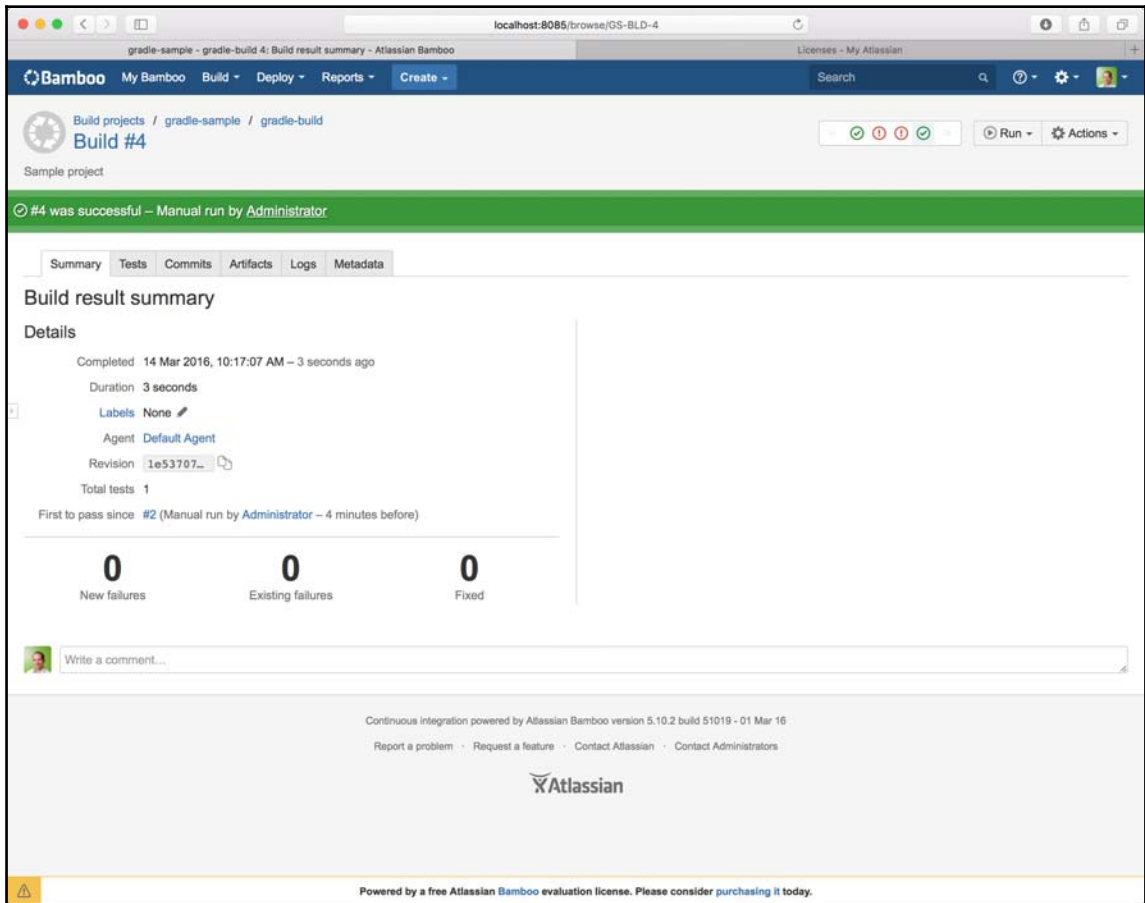 localhost:8085/browse/GS-BLD-4
gradle-sample - gradle-build 4: Build result summary - Atlassian Bamboo
Licenses - My Atlassian
Bamboo My Bamboo Build Deploy Reports Create Search
Build projects / gradle-sample / gradle-build
Build #4
Run Actions
Sample project
#4 was successful – Manual run by Administrator
Summary Tests Commits Artifacts Logs Metadata
Build result summary
Details
Completed 14 Mar 2016, 10:17:07 AM – 3 seconds ago
Duration 3 seconds
Labels None
Agent Default Agent
Revision 1e53707…
Total tests 1
First to pass since #2 (Manual run by Administrator – 4 minutes before)
0 0 0
New failures Existing failures Fixed
Write a comment...
Continuous integration powered by Atlassian Bamboo version 5.10.2 build 51019 - 01 Mar 16
Report a problem · Request a feature · Contact Atlassian · Contact Administrators
Atlassian
Powered by a free Atlassian Bamboo evaluation license. Please consider purchasing it today.